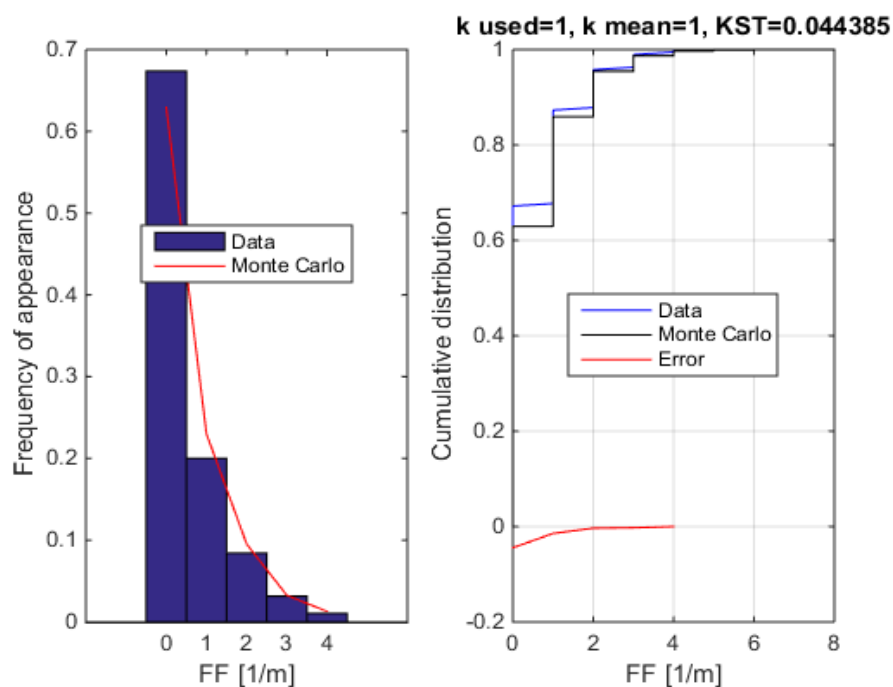 k used=1, k mean=1, KST=0.044385
Frequency of appearance
0.7
0.6
0.5
0.4
0.3
0.2
0.1
0
Data
Monte Carlo
0 1 2 3 4
FF [1/m]
Cumulative distribution
1
0.8
0.6
0.4
0.2
0
-0.2
Data
Monte Carlo
Error
0 2 4 6 8
FF [1/m]